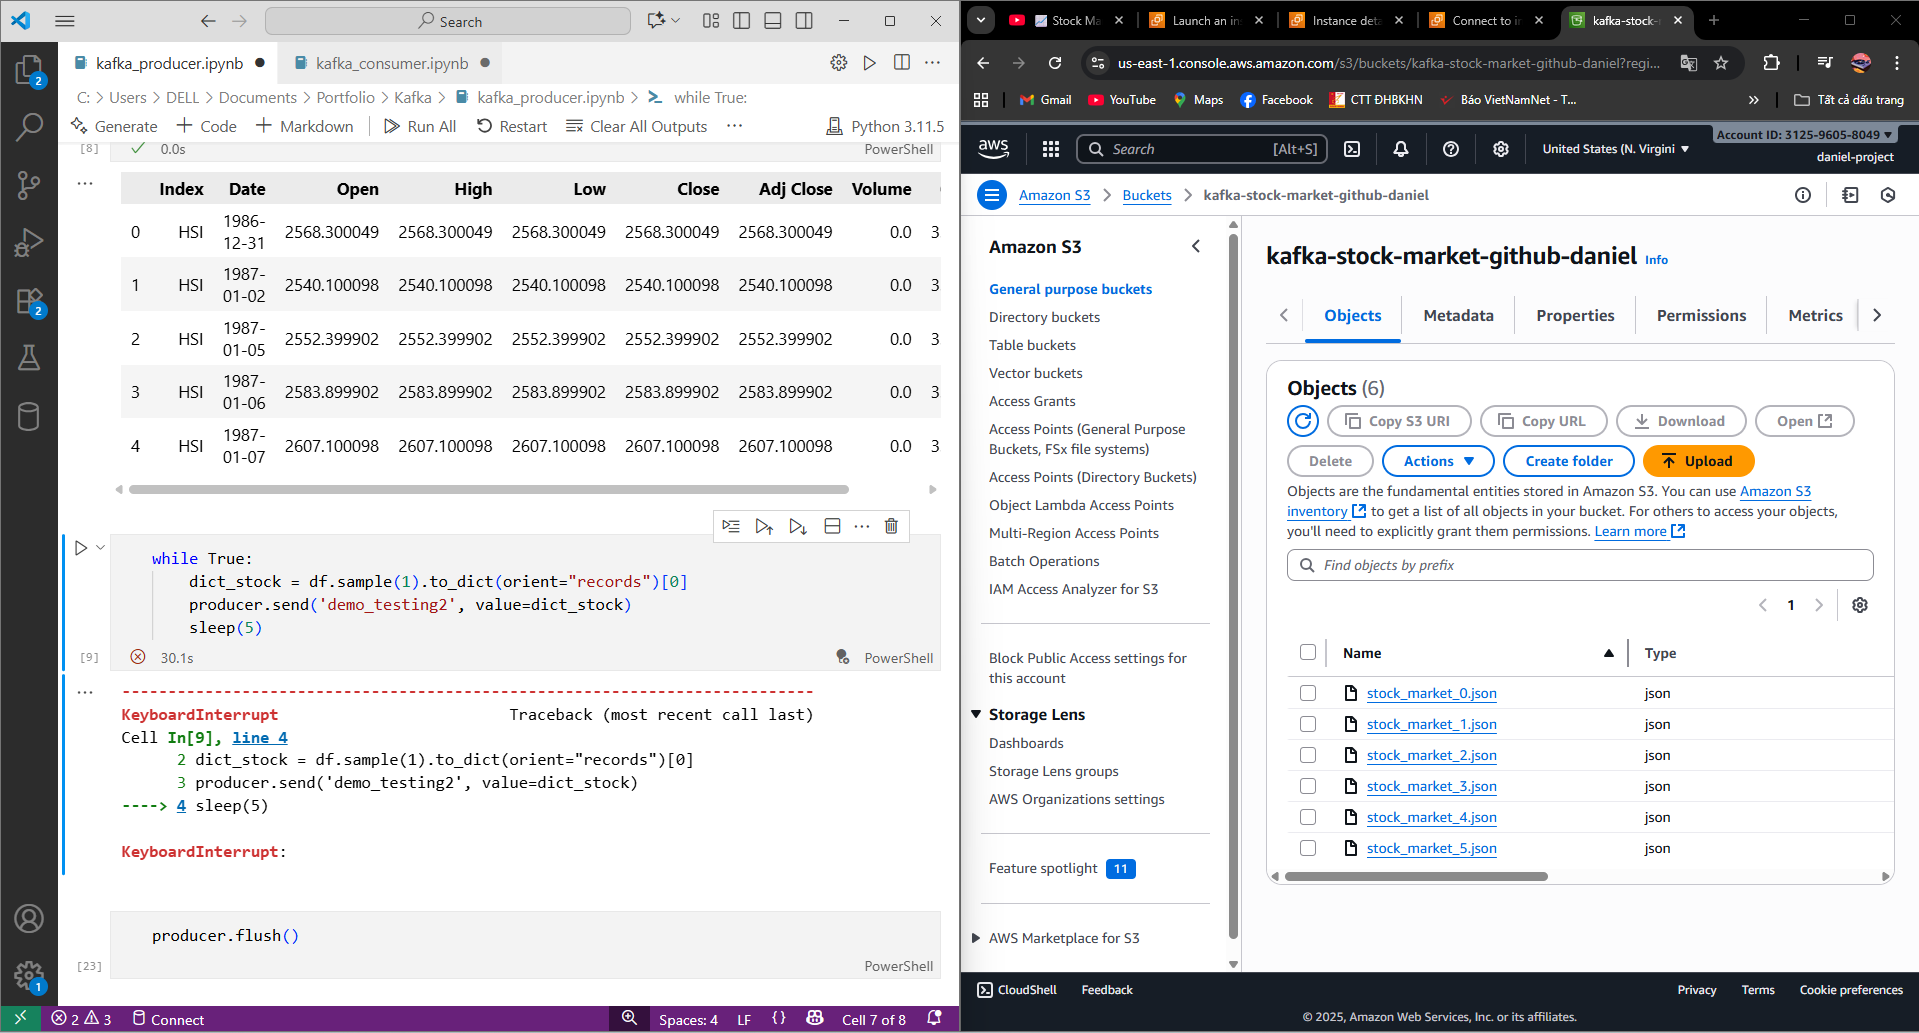 Search
kafka_producer.ipynb
kafka_consumer.ipynb
C: > Users > DELL > Documents > Portfolio > Kafka > kafka_producer.ipynb > while True:
Generate
Code
Markdown
Run All
Restart
Clear All Outputs
Python 3.11.5
[8]
0.0s
PowerShell
Index Date Open High Low Close Adj Close Volume
0 HSI 1986-12-31 2568.300049 2568.300049 2568.300049 2568.300049 2568.300049 0.0 3
1 HSI 1987-01-02 2540.100098 2540.100098 2540.100098 2540.100098 2540.100098 0.0 3
2 HSI 1987-01-05 2552.399902 2552.399902 2552.399902 2552.399902 2552.399902 0.0 3
3 HSI 1987-01-06 2583.899902 2583.899902 2583.899902 2583.899902 2583.899902 0.0 3
4 HSI 1987-01-07 2607.100098 2607.100098 2607.100098 2607.100098 2607.100098 0.0 3
while True:
dict_stock = df.sample(1).to_dict(orient="records")[0]
producer.send('demo_testing2', value=dict_stock)
sleep(5)
[9]
30.1s
PowerShell
---------------------------------------------------------------------------
KeyboardInterrupt Traceback (most recent call last)
Cell In[9], line 4
2 dict_stock = df.sample(1).to_dict(orient="records")[0]
3 producer.send('demo_testing2', value=dict_stock)
----> 4 sleep(5)
KeyboardInterrupt:
producer.flush()
[23]
PowerShell
2
2
1
2 3 Connect
Spaces: 4 LF {} Cell 7 of 8
Stock Ma
Launch an in
Instance deta
Connect to in
kafka-stock-
us-east-1.console.aws.amazon.com/s3/buckets/kafka-stock-market-github-daniel?regi...
Gmail
YouTube
Maps
Facebook
CTT ĐHBKHN
Báo VietNamNet - T...
Tất cả dấu trang
aws
Search [Alt+S]
United States (N. Virgini
Account ID: 3125-9605-8049
daniel-project
Amazon S3 > Buckets > kafka-stock-market-github-daniel
Amazon S3
General purpose buckets
Directory buckets
Table buckets
Vector buckets
Access Grants
Access Points (General Purpose
Buckets, FSx file systems)
Access Points (Directory Buckets)
Object Lambda Access Points
Multi-Region Access Points
Batch Operations
IAM Access Analyzer for S3
Block Public Access settings for
this account
Storage Lens
Dashboards
Storage Lens groups
AWS Organizations settings
Feature spotlight 11
AWS Marketplace for S3
kafka-stock-market-github-daniel Info
Objects
Metadata
Properties
Permissions
Metrics
Objects (6)
Copy S3 URI
Copy URL
Download
Open
Delete
Actions
Create folder
Upload
Objects are the fundamental entities stored in Amazon S3. You can use Amazon S3
inventory to get a list of all objects in your bucket. For others to access your objects,
you'll need to explicitly grant them permissions. Learn more
Find objects by prefix
1
Name Type
stock_market_0.json json
stock_market_1.json json
stock_market_2.json json
stock_market_3.json json
stock_market_4.json json
stock_market_5.json json
CloudShell
Feedback
Privacy
Terms
Cookie preferences
© 2025, Amazon Web Services, Inc. or its affiliates.